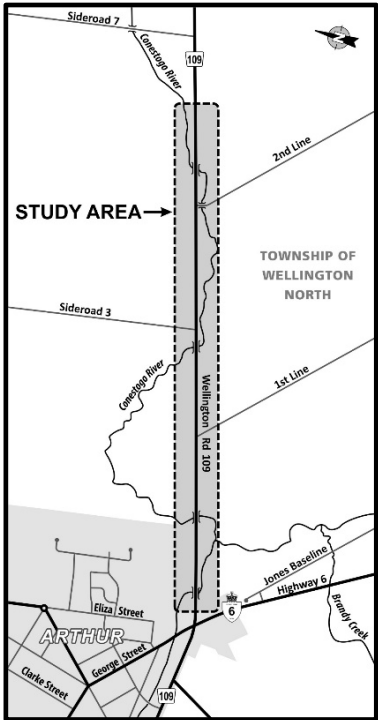 Sideroad 7
Conestogo River
109
N
2nd Line
STUDY AREA
TOWNSHIP OF
WELLINGTON
NORTH
Sideroad 3
Conestogo River
1st Line
Wellington Rd 109
Jones Baseline
6
Highway 6
Eliza Street
Brandy Creek
ARTHUR
George Street
Clarke Street
109